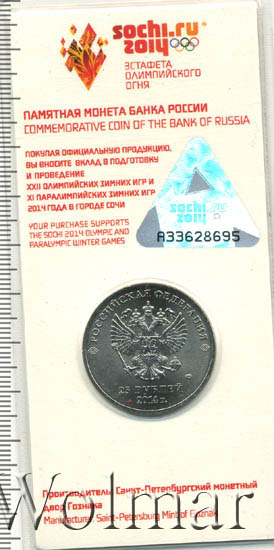 sochi.ru
2014
ЭСТАФЕТА
ОЛИМПИЙСКОГО
ОГНЯ
ПАМЯТНАЯ МОНЕТА БАНКА РОССИИ
COMMEMORATIVE COIN OF THE BANK OF RUSSIA
ПОКУПАЯ ОФИЦИАЛЬНУЮ ПРОДУКЦИЮ,
ВЫ ВНОСИТЕ ВКЛАД В ПОДГОТОВКУ
И ПРОВЕДЕНИЕ
XXII ОЛИМПИЙСКИХ ЗИМНИХ ИГР И
XI ПАРАЛИМПИЙСКИХ ЗИМНИХ ИГР
2014 ГОДА В ГОРОДЕ СОЧИ
YOUR PURCHASE SUPPORTS
THE SOCHI 2014 OLYMPIC AND
PARALYMPIC WINTER GAMES
sochi.ru
2014
A33628695
РОССИЙСКАЯ ФЕДЕРАЦИЯ
25 РУБЛЕЙ
2014 г.
Wolmar
Производитель: Санкт-Петербургский монетный
двор Гознака
Manufacturer: Saint-Petersburg Mint of Goznak